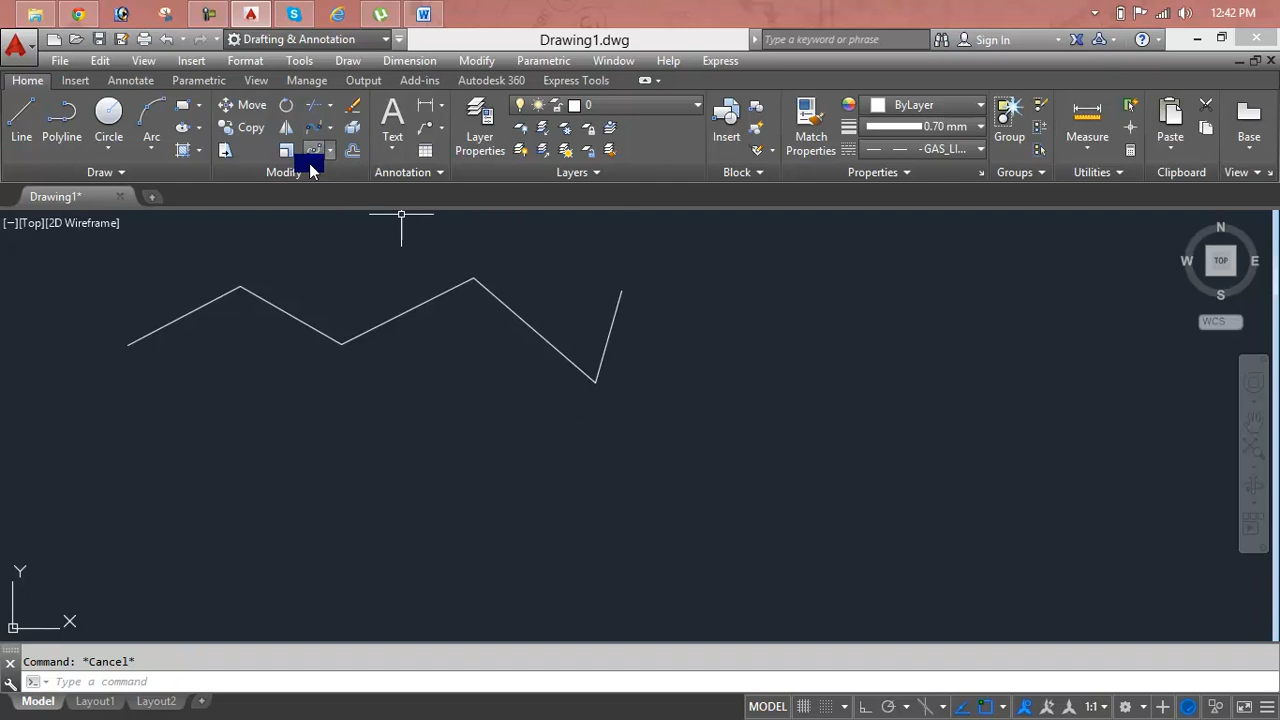 12:42 PM
Drafting & Annotation
Drawing1.dwg
Type a keyword or phrase
Sign In
File Edit View Insert Format Tools Draw Dimension Modify Parametric Window Help Express
Home Insert Annotate Parametric View Manage Output Add-ins Autodesk 360 Express Tools
Move
0
ByLayer
Line Polyline Circle Arc
Copy
Text
Layer Properties
Insert
Match Properties
0.70 mm
Group
Measure
Paste
Base
GAS_LI...
Draw Modify Annotation Layers Block Properties Groups Utilities Clipboard View
Drawing1*
[−][Top][2D Wireframe]
N
W TOP E
S
WCS
Y
X
Command: *Cancel*
Type a command
Model Layout1 Layout2 +
MODEL
1:1